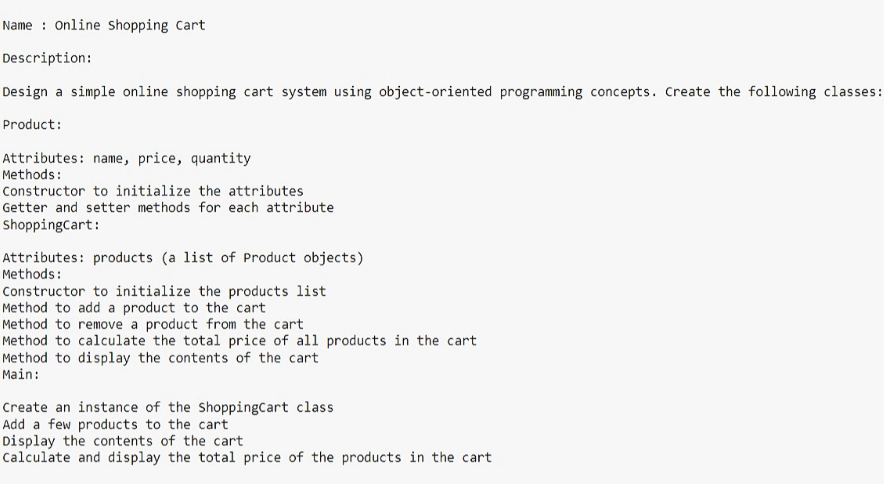 Name : Online Shopping Cart
Description:
Design a simple online shopping cart system using object-oriented programming concepts. Create the following classes:
Product:
Attributes: name, price, quantity
Methods:
Constructor to initialize the attributes
Getter and setter methods for each attribute
ShoppingCart:
Attributes: products (a list of Product objects)
Methods:
Constructor to initialize the products list
Method to add a product to the cart
Method to remove a product from the cart
Method to calculate the total price of all products in the cart
Method to display the contents of the cart
Main:
Create an instance of the ShoppingCart class
Add a few products to the cart
Display the contents of the cart
Calculate and display the total price of the products in the cart